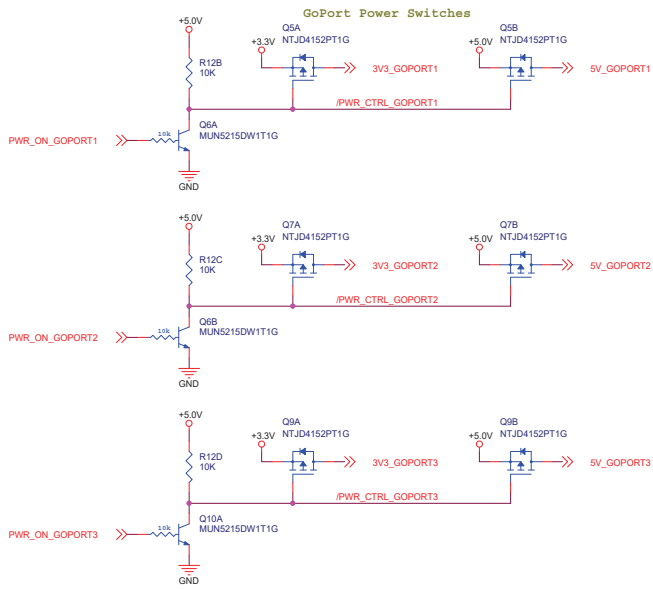 GoPort Power Switches
+5.0V
Q5A
NTJD4152PT1G
Q5B
NTJD4152PT1G
+3.3V
+5.0V
R12B
10K
3V3_GOPORT1
5V_GOPORT1
/PWR_CTRL_GOPORT1
Q6A
MUN5215DW1T1G
10k
PWR_ON_GOPORT1
GND
+5.0V
Q7A
NTJD4152PT1G
Q7B
NTJD4152PT1G
+3.3V
+5.0V
R12C
10K
3V3_GOPORT2
5V_GOPORT2
/PWR_CTRL_GOPORT2
Q6B
MUN5215DW1T1G
10k
PWR_ON_GOPORT2
GND
+5.0V
Q9A
NTJD4152PT1G
Q9B
NTJD4152PT1G
+3.3V
+5.0V
R12D
10K
3V3_GOPORT3
5V_GOPORT3
/PWR_CTRL_GOPORT3
Q10A
MUN5215DW1T1G
10k
PWR_ON_GOPORT3
GND